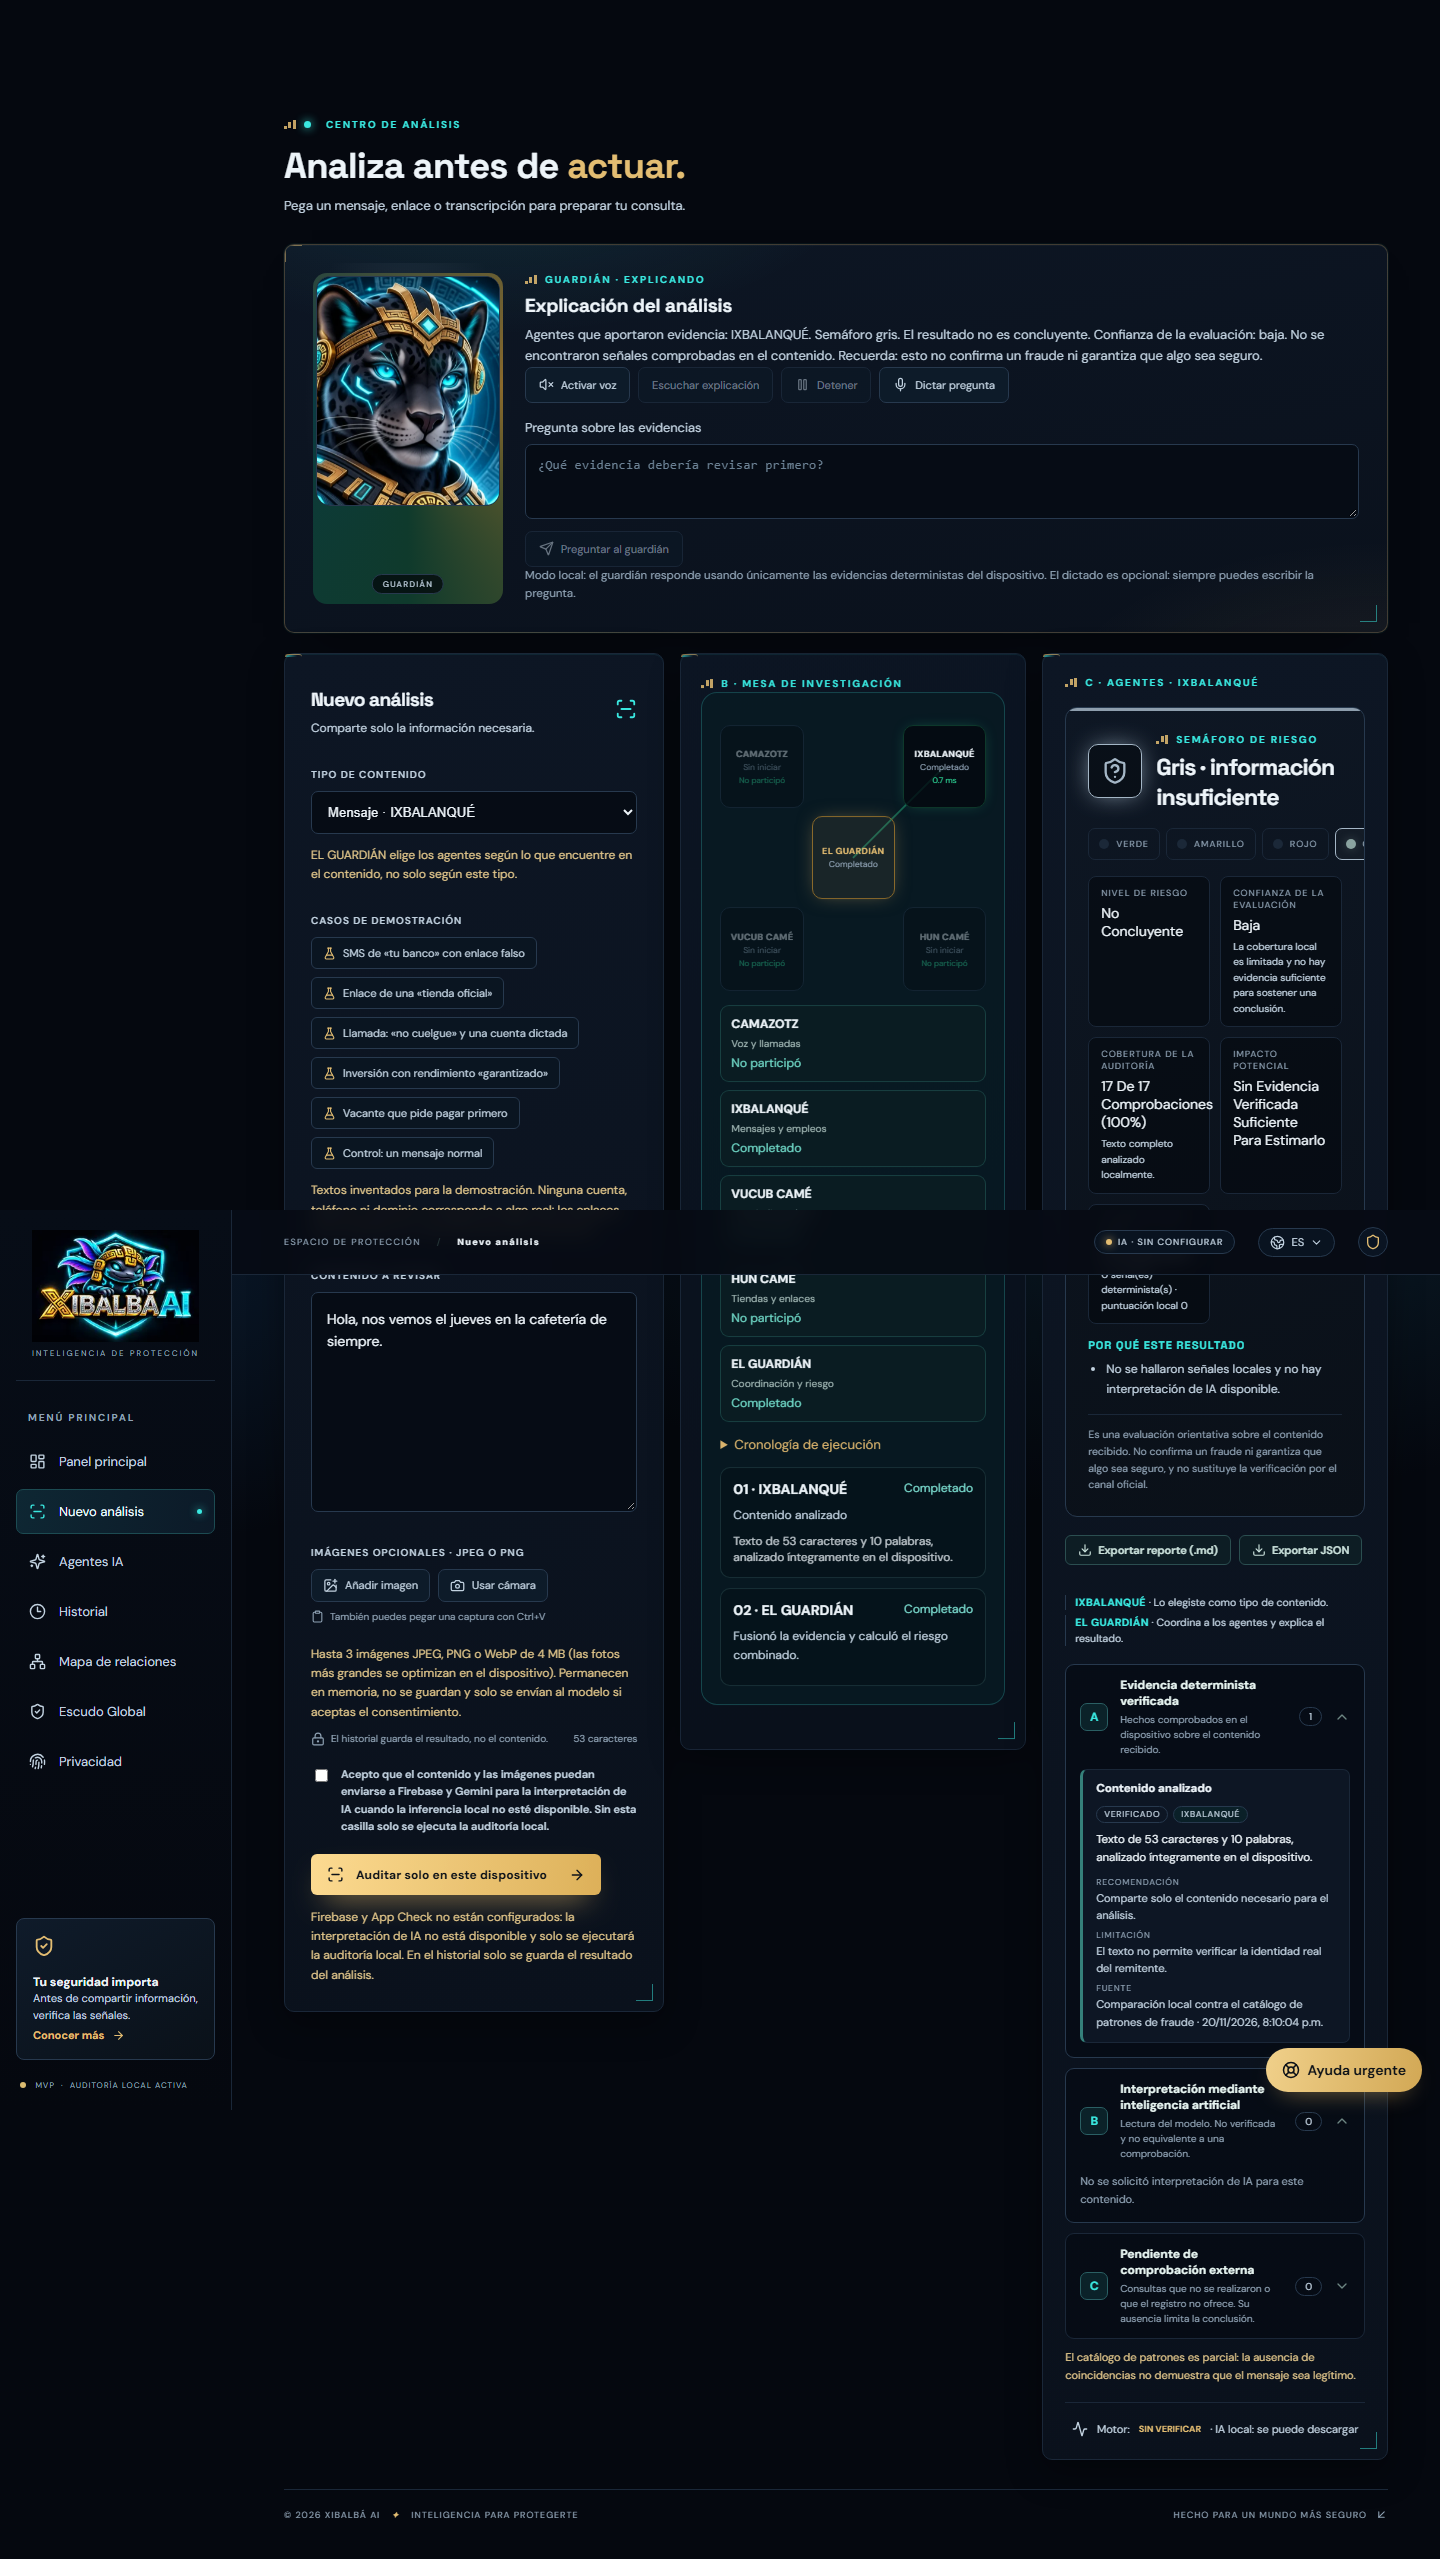 CENTRO DE ANÁLISIS
Analiza antes de actuar.
Pega un mensaje, enlace o transcripción para preparar tu consulta.
GUARDIÁN · EXPLICANDO
Explicación del análisis
Agentes que aportaron evidencia: IXBALANQUÉ. Semáforo gris. El resultado no es concluyente. Confianza de la evaluación: baja. No se
encontraron señales comprobadas en el contenido. Recuerda: esto no confirma un fraude ni garantiza que algo sea seguro.
Activar voz
Escuchar explicación
Detener
Dictar pregunta
Pregunta sobre las evidencias
¿Qué evidencia debería revisar primero?
Preguntar al guardián
GUARDIÁN
Modo local: el guardián responde usando únicamente las evidencias deterministas del dispositivo. El dictado es opcional: siempre puedes escribir la
pregunta.
Nuevo análisis
Comparte solo la información necesaria.
TIPO DE CONTENIDO
Mensaje · IXBALANQUÉ
EL GUARDIÁN elige los agentes según lo que encuentre en
el contenido, no solo según este tipo.
CASOS DE DEMOSTRACIÓN
SMS de «tu banco» con enlace falso
Enlace de una «tienda oficial»
Llamada: «no cuelgue» y una cuenta dictada
Inversión con rendimiento «garantizado»
Vacante que pide pagar primero
Control: un mensaje normal
Textos inventados para la demostración. Ninguna cuenta,
CONTENIDO A REVISAR
Hola, nos vemos el jueves en la cafetería de
siempre.
IMÁGENES OPCIONALES · JPEG O PNG
Añadir imagen
Usar cámara
También puedes pegar una captura con Ctrl+V
Hasta 3 imágenes JPEG, PNG o WebP de 4 MB (las fotos
más grandes se optimizan en el dispositivo). Permanecen
en memoria, no se guardan y solo se envían al modelo si
aceptas el consentimiento.
El historial guarda el resultado, no el contenido.
53 caracteres
Acepto que el contenido y las imágenes puedan
enviarse a Firebase y Gemini para la interpretación de
IA cuando la inferencia local no esté disponible. Sin esta
casilla solo se ejecuta la auditoría local.
Auditar solo en este dispositivo
Firebase y App Check no están configurados: la
interpretación de IA no está disponible y solo se ejecutará
la auditoría local. En el historial solo se guarda el resultado
del análisis.
B · MESA DE INVESTIGACIÓN
CAMAZOTZ
Sin iniciar
No participó
IXBALANQUÉ
Completado
0.7 ms
EL GUARDIÁN
Completado
VUCUB CAMÉ
Sin iniciar
No participó
HUN CAMÉ
Sin iniciar
No participó
CAMAZOTZ
Voz y llamadas
No participó
IXBALANQUÉ
Mensajes y empleos
Completado
VUCUB CAMÉ
HUN CAMÉ
Tiendas y enlaces
No participó
EL GUARDIÁN
Coordinación y riesgo
Completado
Cronología de ejecución
01 · IXBALANQUÉ
Completado
Contenido analizado
Texto de 53 caracteres y 10 palabras,
analizado íntegramente en el dispositivo.
02 · EL GUARDIÁN
Completado
Fusionó la evidencia y calculó el riesgo
combinado.
C · AGENTES · IXBALANQUÉ
SEMÁFORO DE RIESGO
Gris · información
insuficiente
VERDE
AMARILLO
ROJO
NIVEL DE RIESGO
No
Concluyente
CONFIANZA DE LA
EVALUACIÓN
Baja
La cobertura local
es limitada y no hay
evidencia suficiente
para sostener una
conclusión.
COBERTURA DE LA
AUDITORÍA
17 De 17
Comprobaciones
(100%)
Texto completo
analizado
localmente.
IMPACTO
POTENCIAL
Sin Evidencia
Verificada
Suficiente
Para Estimarlo
0 señal(es)
determinista(s) ·
puntuación local 0
POR QUÉ ESTE RESULTADO
No se hallaron señales locales y no hay
interpretación de IA disponible.
Es una evaluación orientativa sobre el contenido
recibido. No confirma un fraude ni garantiza que
algo sea seguro, y no sustituye la verificación por el
canal oficial.
Exportar reporte (.md)
Exportar JSON
IXBALANQUÉ · Lo elegiste como tipo de contenido.
EL GUARDIÁN · Coordina a los agentes y explica el
resultado.
A
Evidencia determinista
verificada
Hechos comprobados en el
dispositivo sobre el contenido
recibido.
1
Contenido analizado
VERIFICADO
IXBALANQUÉ
Texto de 53 caracteres y 10 palabras,
analizado íntegramente en el dispositivo.
RECOMENDACIÓN
Comparte solo el contenido necesario para el
análisis.
LIMITACIÓN
El texto no permite verificar la identidad real
del remitente.
FUENTE
Comparación local contra el catálogo de
patrones de fraude · 20/11/2026, 8:10:04 p.m.
B
Interpretación mediante
inteligencia artificial
Lectura del modelo. No verificada
y no equivalente a una
comprobación.
0
No se solicitó interpretación de IA para este
contenido.
C
Pendiente de
comprobación externa
Consultas que no se realizaron o
que el registro no ofrece. Su
ausencia limita la conclusión.
0
El catálogo de patrones es parcial: la ausencia de
coincidencias no demuestra que el mensaje sea legítimo.
Motor: SIN VERIFICAR · IA local: se puede descargar
Ayuda urgente
ESPACIO DE PROTECCIÓN / Nuevo análisis
IA · SIN CONFIGURAR
ES
XIBALBÁ AI
INTELIGENCIA DE PROTECCIÓN
MENÚ PRINCIPAL
Panel principal
Nuevo análisis
Agentes IA
Historial
Mapa de relaciones
Escudo Global
Privacidad
Tu seguridad importa
Antes de compartir información,
verifica las señales.
Conocer más
MVP · AUDITORÍA LOCAL ACTIVA
© 2026 XIBALBÁ AI
INTELIGENCIA PARA PROTEGERTE
HECHO PARA UN MUNDO MÁS SEGURO